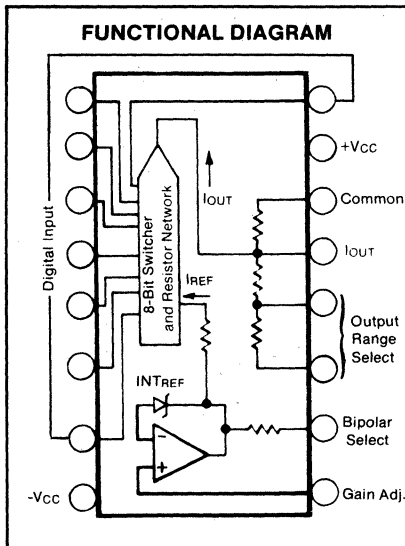 FUNCTIONAL DIAGRAM
+VCC
Common
IOUT
IOUT
Digital Input
8-Bit Switcher
and Resistor Network
IREF
Output
Range
Select
INTREF
Bipolar
Select
-VCC
Gain Adj.